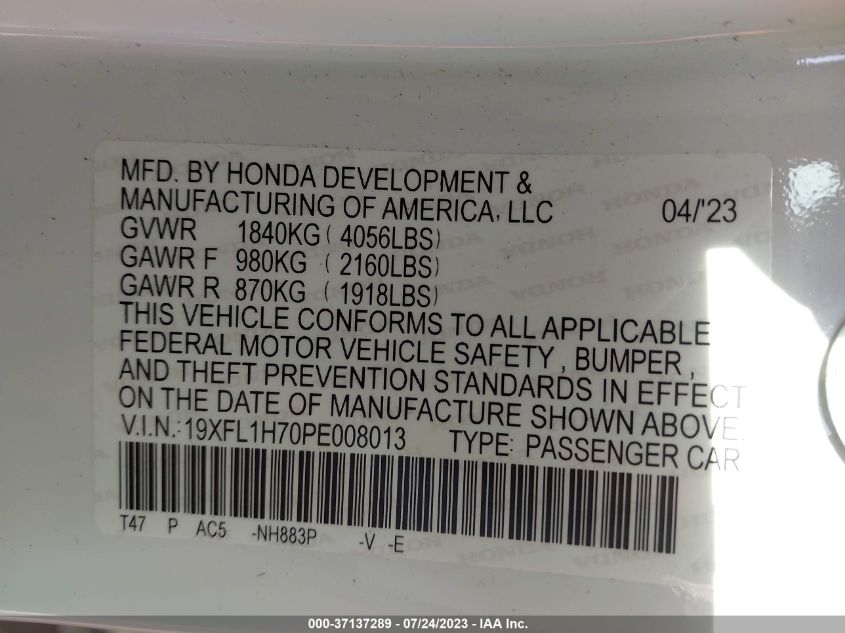 MFD. BY HONDA DEVELOPMENT &
MANUFACTURING OF AMERICA, LLC 04/'23
GVWR 1840KG ( 4056LBS)
GAWR F 980KG ( 2160LBS)
GAWR R 870KG ( 1918LBS)
THIS VEHICLE CONFORMS TO ALL APPLICABLE
FEDERAL MOTOR VEHICLE SAFETY , BUMPER ,
AND THEFT PREVENTION STANDARDS IN EFFECT
ON THE DATE OF MANUFACTURE SHOWN ABOVE.
V.I.N.:19XFL1H70PE008013 TYPE: PASSENGER CAR
T47 P AC5 -NH883P -V -E
000-37137289 - 07/24/2023 - IAA Inc.